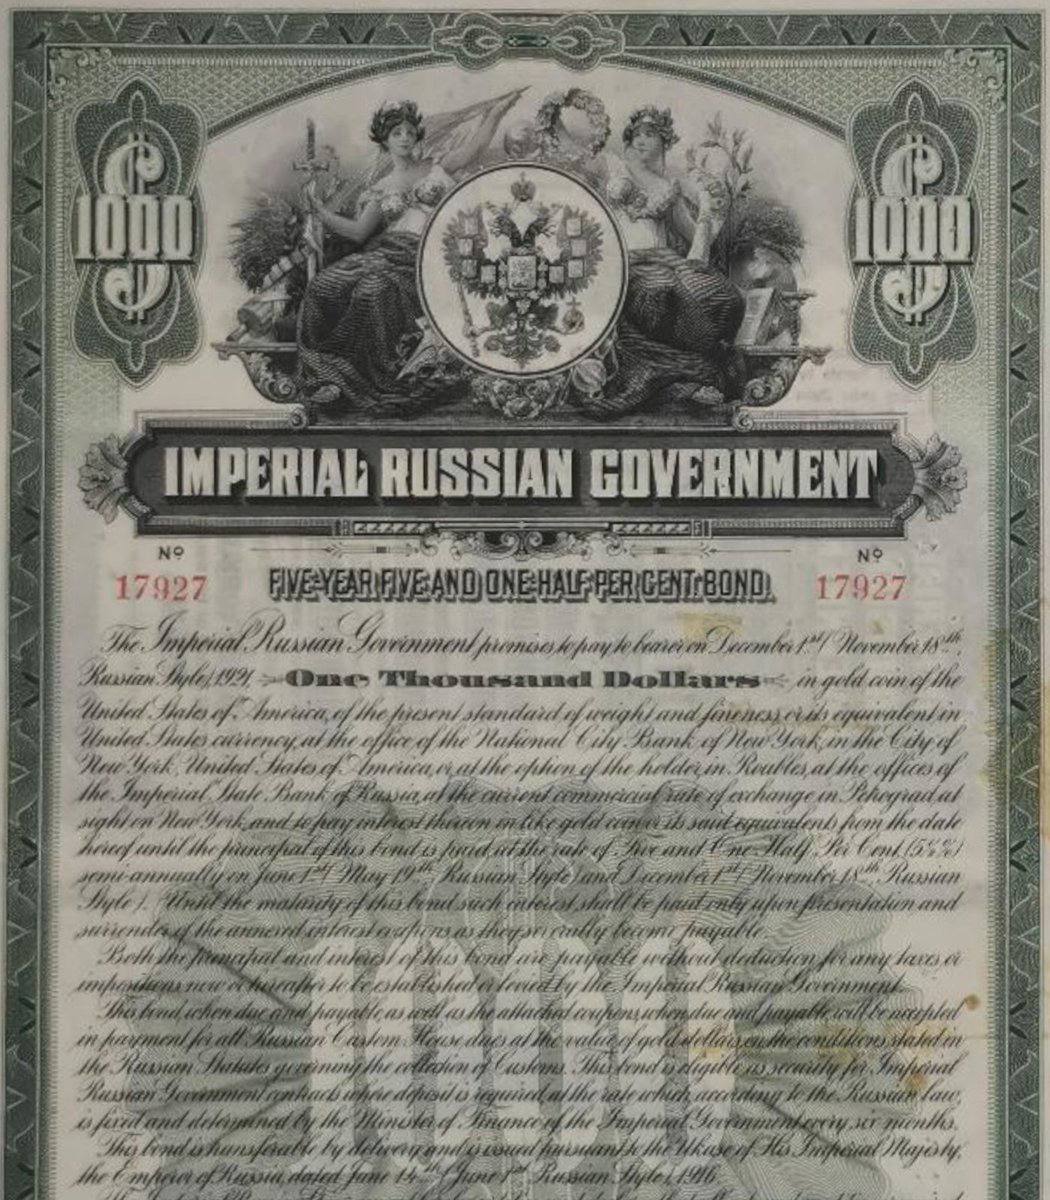 1000 1000
IMPERIAL RUSSIAN GOVERNMENT
No No
17927 FIVE-YEAR FIVE AND ONE-HALF PER CENT. BOND. 17927
The Imperial Russian Government promises to pay to bearer on December 1st (November 18th,
Russian Style), 1921, One Thousand Dollars in gold coin of the
United States of America, of the present standard of weight and fineness, or its equivalent in
United States currency, at the office of the National City Bank of New York, in the City of
New York, United States of America, or, at the option of the holder, in Roubles, at the offices of
the Imperial State Bank of Russia, at the current commercial rate of exchange in Petrograd at
sight on New York, and to pay interest thereon in like gold coin or its said equivalents from the date
hereof until the principal of this bond is paid, at the rate of Five and One-Half Per Cent. (5½%)
semi-annually on June 1st (May 19th, Russian Style) and December 1st (November 18th, Russian
Style). Until the maturity of this bond such interest shall be paid only upon presentation and
surrender of the annexed interest coupons as they severally become payable.
Both the principal and interest of this bond are payable without deduction for any taxes or
impositions now or hereafter to be established or levied by the Imperial Russian Government.
This bond, when due and payable, as well as the attached coupons, when due and payable, will be accepted
in payment for all Russian Custom House dues at the value of gold dollars, on the conditions stated in
the Russian Statutes governing the collection of Customs. This bond is eligible as security for Imperial
Russian Government contracts where deposit is required, at the rate which, according to the Russian law,
is fixed and determined by the Minister of Finance of the Imperial Government every six months.
This bond is transferable by delivery and is issued pursuant to the Ukase of His Imperial Majesty,
the Emperor of Russia, dated June 14th (June 1st Russian Style), 1916.